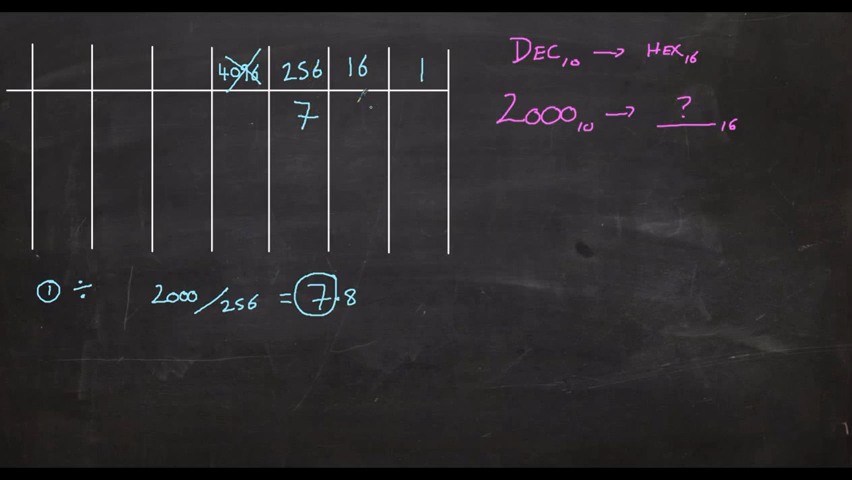 4096 256 16 1
7
DEC10 → HEX16
200010 → ?16
① ÷ 2000/256 = 7.8